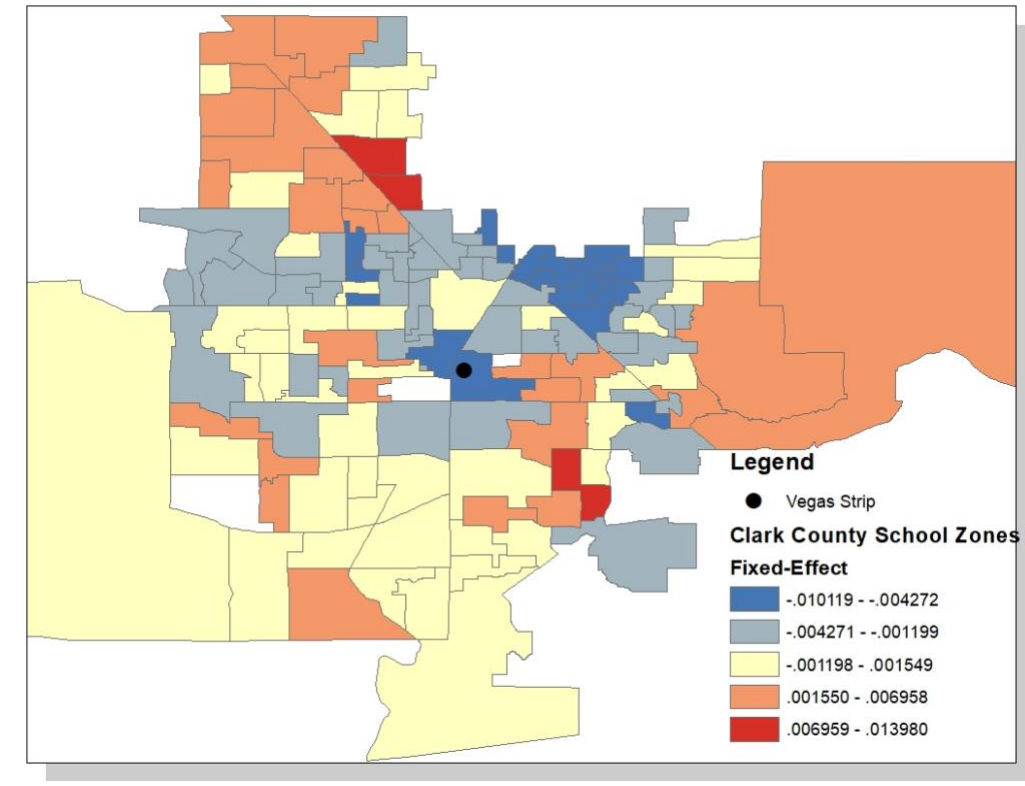 Legend
Vegas Strip
Clark County School Zones
Fixed-Effect
-.010119 - -.004272
-.004271 - -.001199
-.001198 - .001549
.001550 - .006958
.006959 - .013980